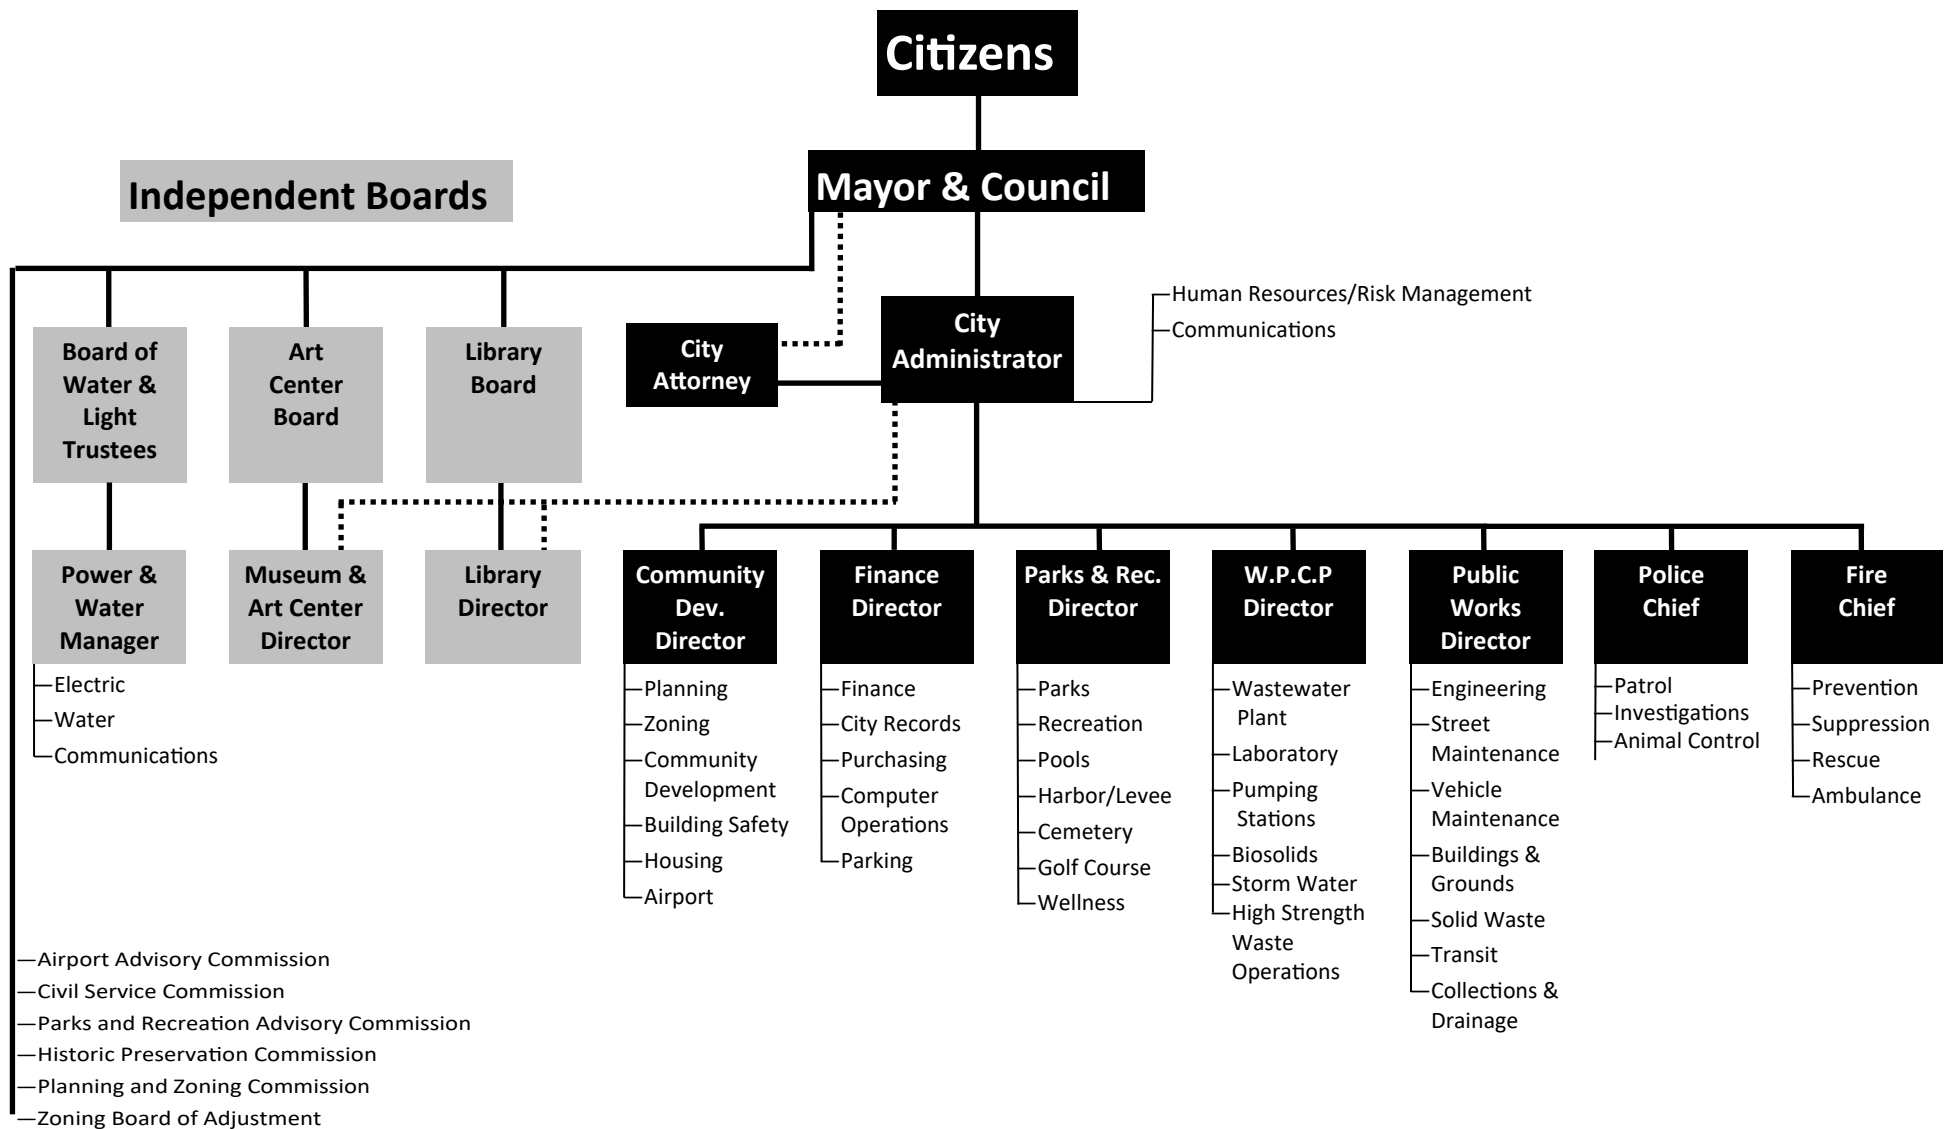 Citizens
Mayor & Council
Independent Boards
City
Administrator
Human Resources/Risk Management
Communications
City
Attorney
Board of
Water &
Light
Trustees
Art
Center
Board
Library
Board
Power &
Water
Manager
Electric
Water
Communications
Museum &
Art Center
Director
Library
Director
Community
Dev.
Director
Planning
Zoning
Community
Development
Building Safety
Housing
Airport
Finance
Director
Finance
City Records
Purchasing
Computer
Operations
Parking
Parks & Rec.
Director
Parks
Recreation
Pools
Harbor/Levee
Cemetery
Golf Course
Wellness
W.P.C.P
Director
Wastewater
Plant
Laboratory
Pumping
Stations
Biosolids
Storm Water
High Strength
Waste
Operations
Public
Works
Director
Engineering
Street
Maintenance
Vehicle
Maintenance
Buildings &
Grounds
Solid Waste
Transit
Collections &
Drainage
Police
Chief
Patrol
Investigations
Animal Control
Fire
Chief
Prevention
Suppression
Rescue
Ambulance
Airport Advisory Commission
Civil Service Commission
Parks and Recreation Advisory Commission
Historic Preservation Commission
Planning and Zoning Commission
Zoning Board of Adjustment